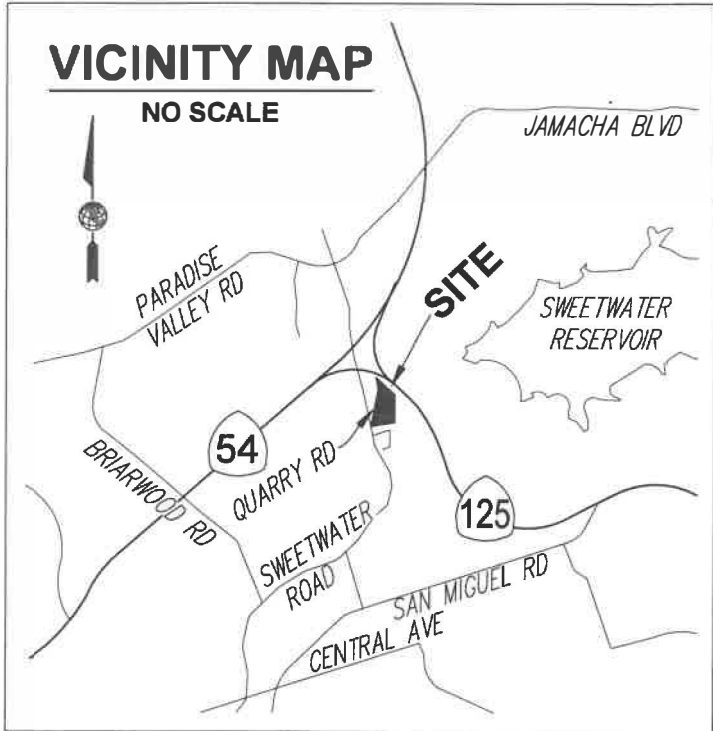 VICINITY MAP
NO SCALE
JAMACHA BLVD
PARADISE
VALLEY RD
SITE
SWEETWATER
RESERVOIR
54
QUARRY RD
BRIARWOOD RD
125
SWEETWATER
ROAD
SAN MIGUEL RD
CENTRAL AVE